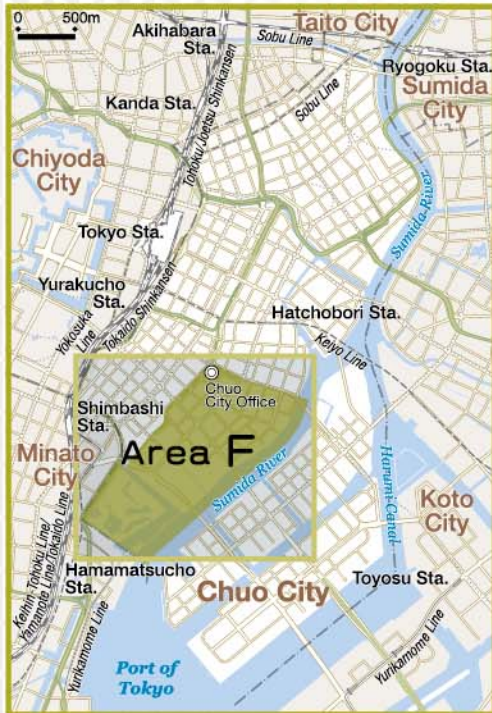 0
500m
Akihabara
Sta.
Taito City
Sobu Line
Ryogoku Sta.
Sumida
City
Kanda Sta.
Tohoku/Joetsu Shinkansen
Sobu Line
Chiyoda
City
Sumida River
Tokyo Sta.
Yurakucho
Sta.
Yokosuka
Line
Tokaido Shinkansen
Hatchobori Sta.
Keiyo Line
Chuo
City Office
Shimbashi
Sta.
Area F
Minato
City
Sumida River
Harumi Canal
Koto
City
Keihin-Tohoku Line/
Yamanote Line/Tokaido Line
Hamamatsucho
Sta.
Chuo City
Toyosu Sta.
Yurikamome Line
Port of
Tokyo
Yurikamome Line